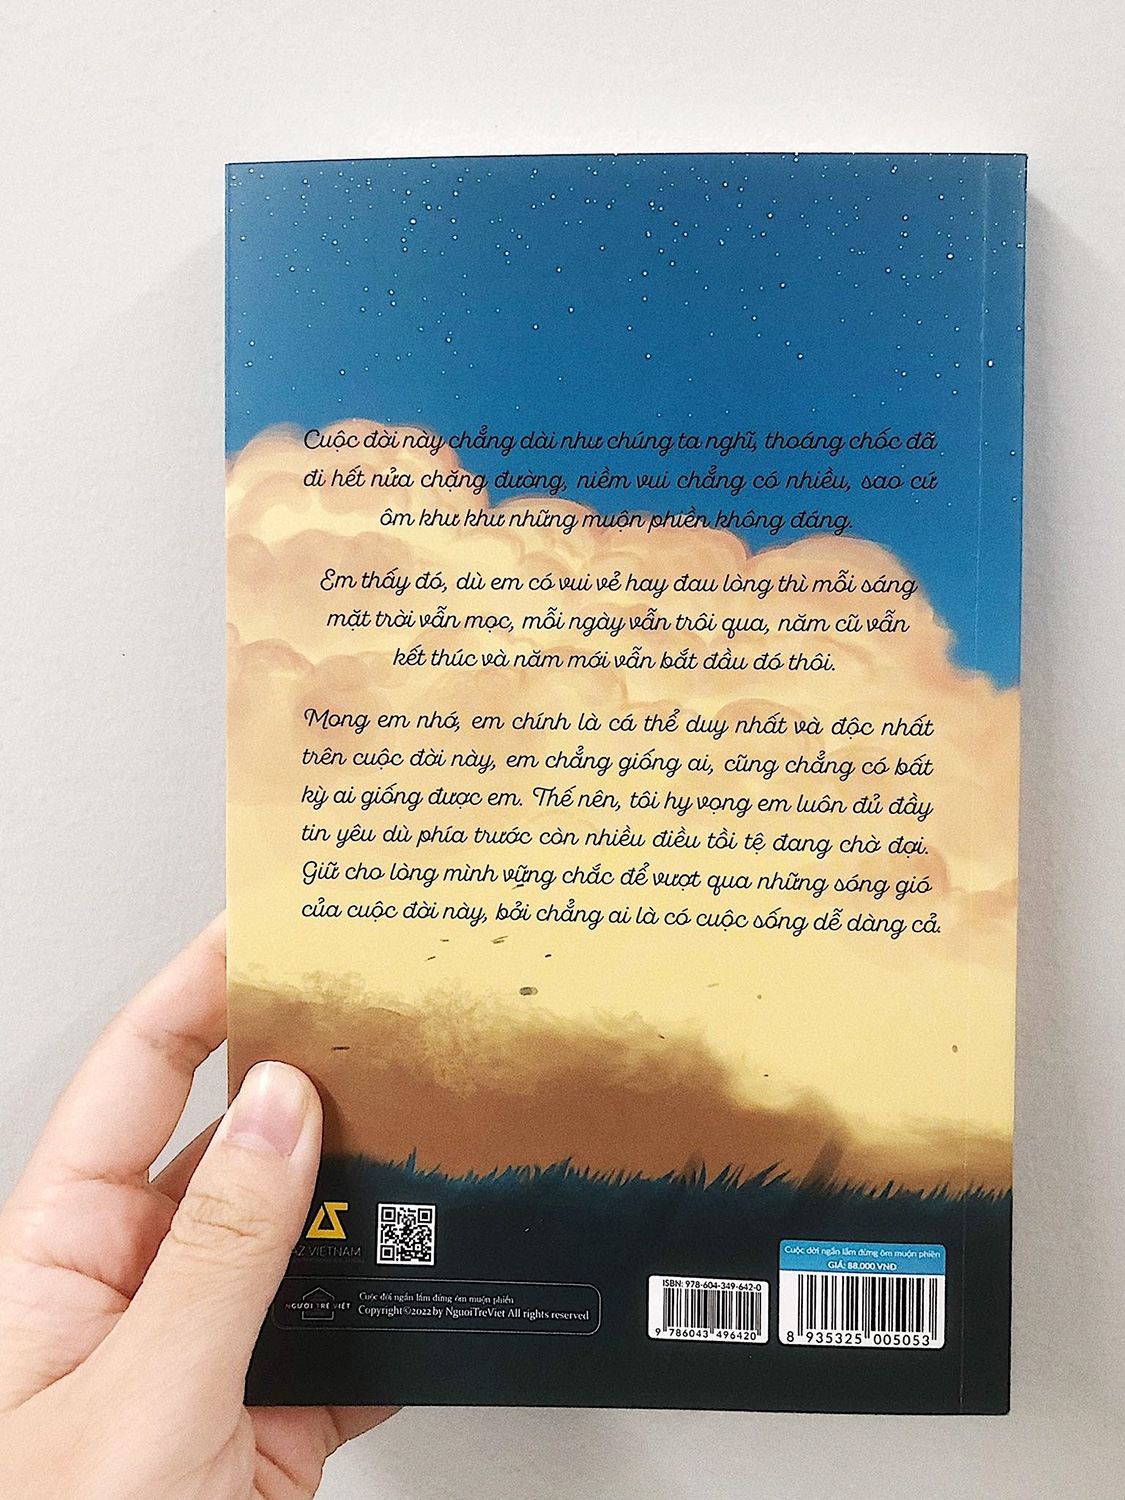 Cuộc đời này chẳng dài như chúng ta nghĩ, thoáng chốc đã
đi hết nửa chặng đường, niềm vui chẳng có nhiều, sao cứ
ôm khư khư những muộn phiền không đáng.
Em thấy đó, dù em có vui vẻ hay đau lòng thì mỗi sáng
mặt trời vẫn mọc, mỗi ngày vẫn trôi qua, năm cũ vẫn
kết thúc và năm mới vẫn bắt đầu đó thôi.
Mong em nhớ, em chính là cá thể duy nhất và độc nhất
trên cuộc đời này, em chẳng giống ai, cũng chẳng có bất
kỳ ai giống được em. Thế nên, tôi hy vọng em luôn đủ đầy
tin yêu dù phía trước còn nhiều điều tồi tệ đang chờ đợi.
Giữ cho lòng mình vững chắc để vượt qua những sóng gió
của cuộc đời này, bởi chẳng ai là có cuộc sống dễ dàng cả.
AZ VIETNAM
NGƯỜI TRẺ VIỆT
Cuộc đời ngắn lắm đừng ôm muộn phiền
Copyright©2022 by NguoiTreViet All rights reserved
ISBN: 978-604-349-642-0
9 786043 496420
Cuộc đời ngắn lắm đừng ôm muộn phiền
GIÁ: 88.000 VNĐ
8 935325 005053